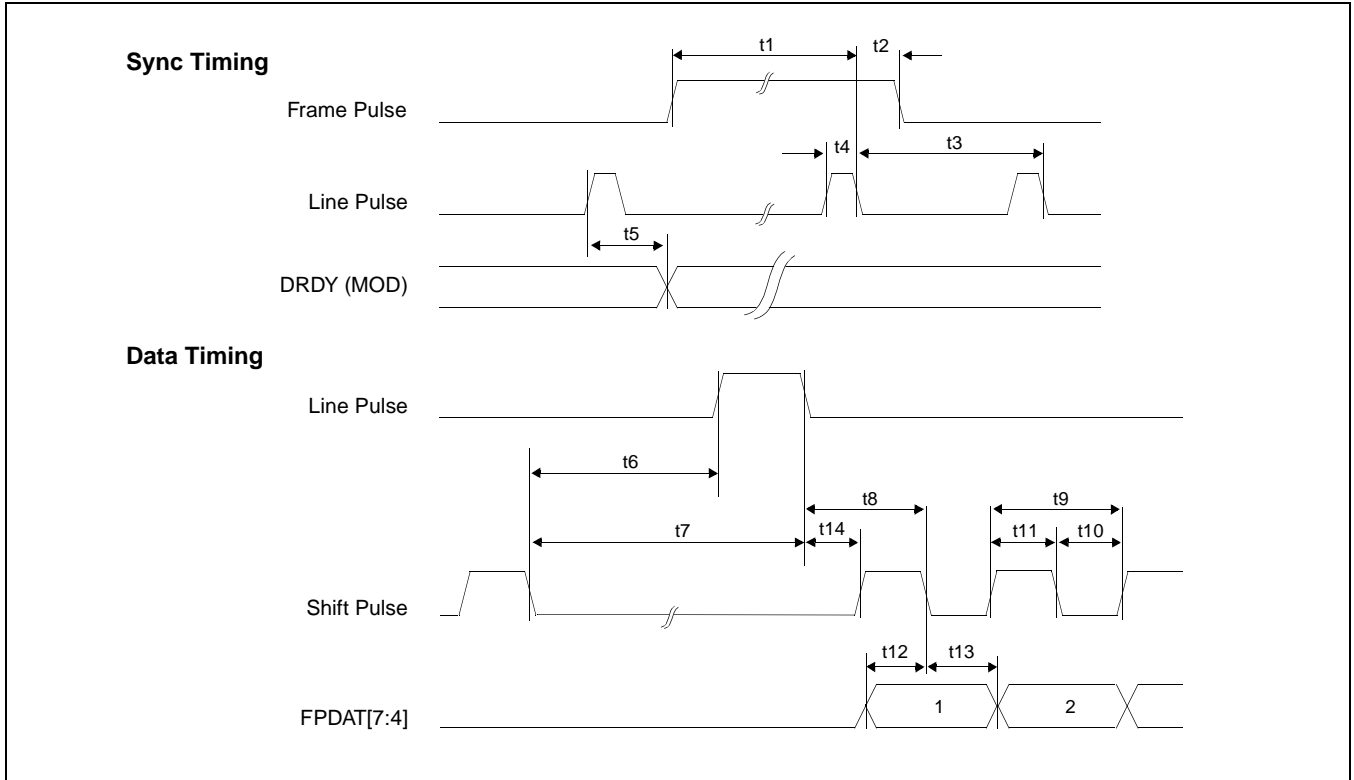 Sync Timing
t1
t2
Frame Pulse
t4
t3
Line Pulse
t5
DRDY (MOD)
Data Timing
Line Pulse
t6
t8
t9
t7
t14
t11
t10
Shift Pulse
t12
t13
FPDAT[7:4]
1
2